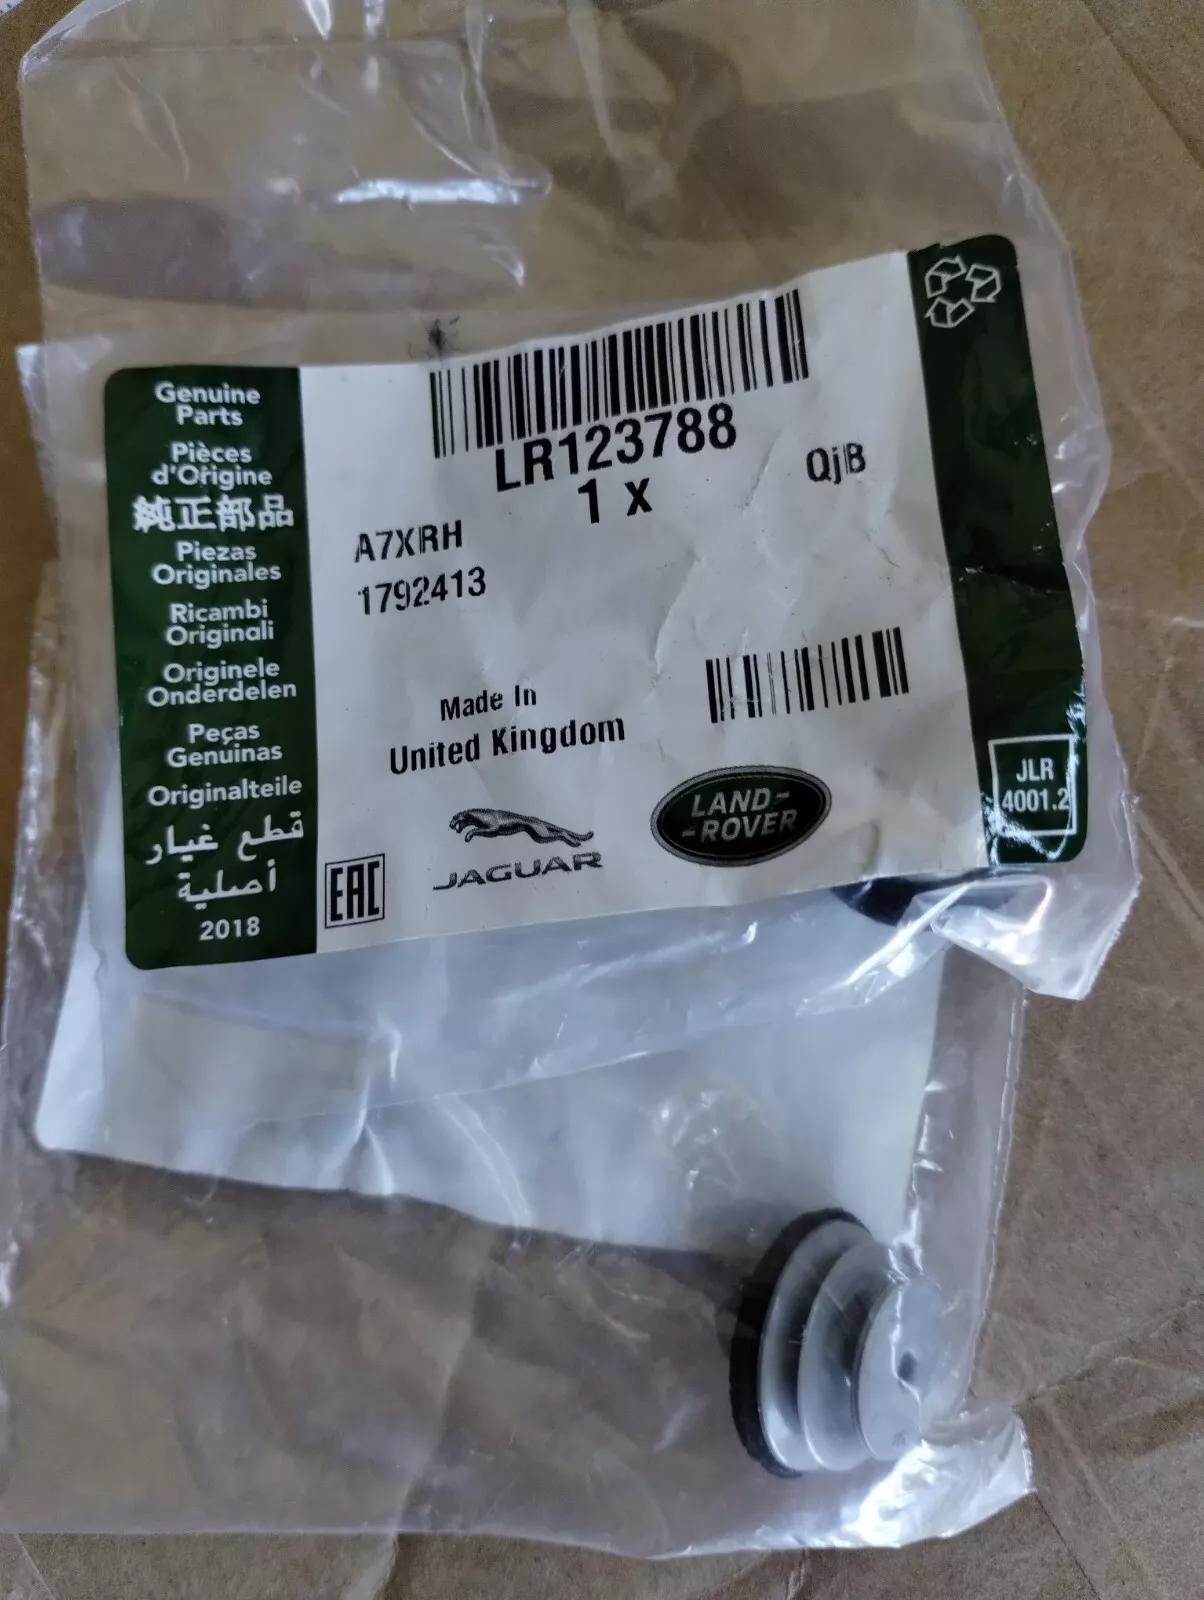 Genuine
Parts
Pièces
d'Origine
純正部品
Piezas
Originales
Ricambi
Originali
Originele
Onderdelen
Peças
Genuinas
Originalteile
قطع غيار
أصلية
2018
LR123788
1 x
QjB
A7XRH
1792413
Made In
United Kingdom
EAC
JAGUAR
LAND-
-ROVER
JLR
4001.2